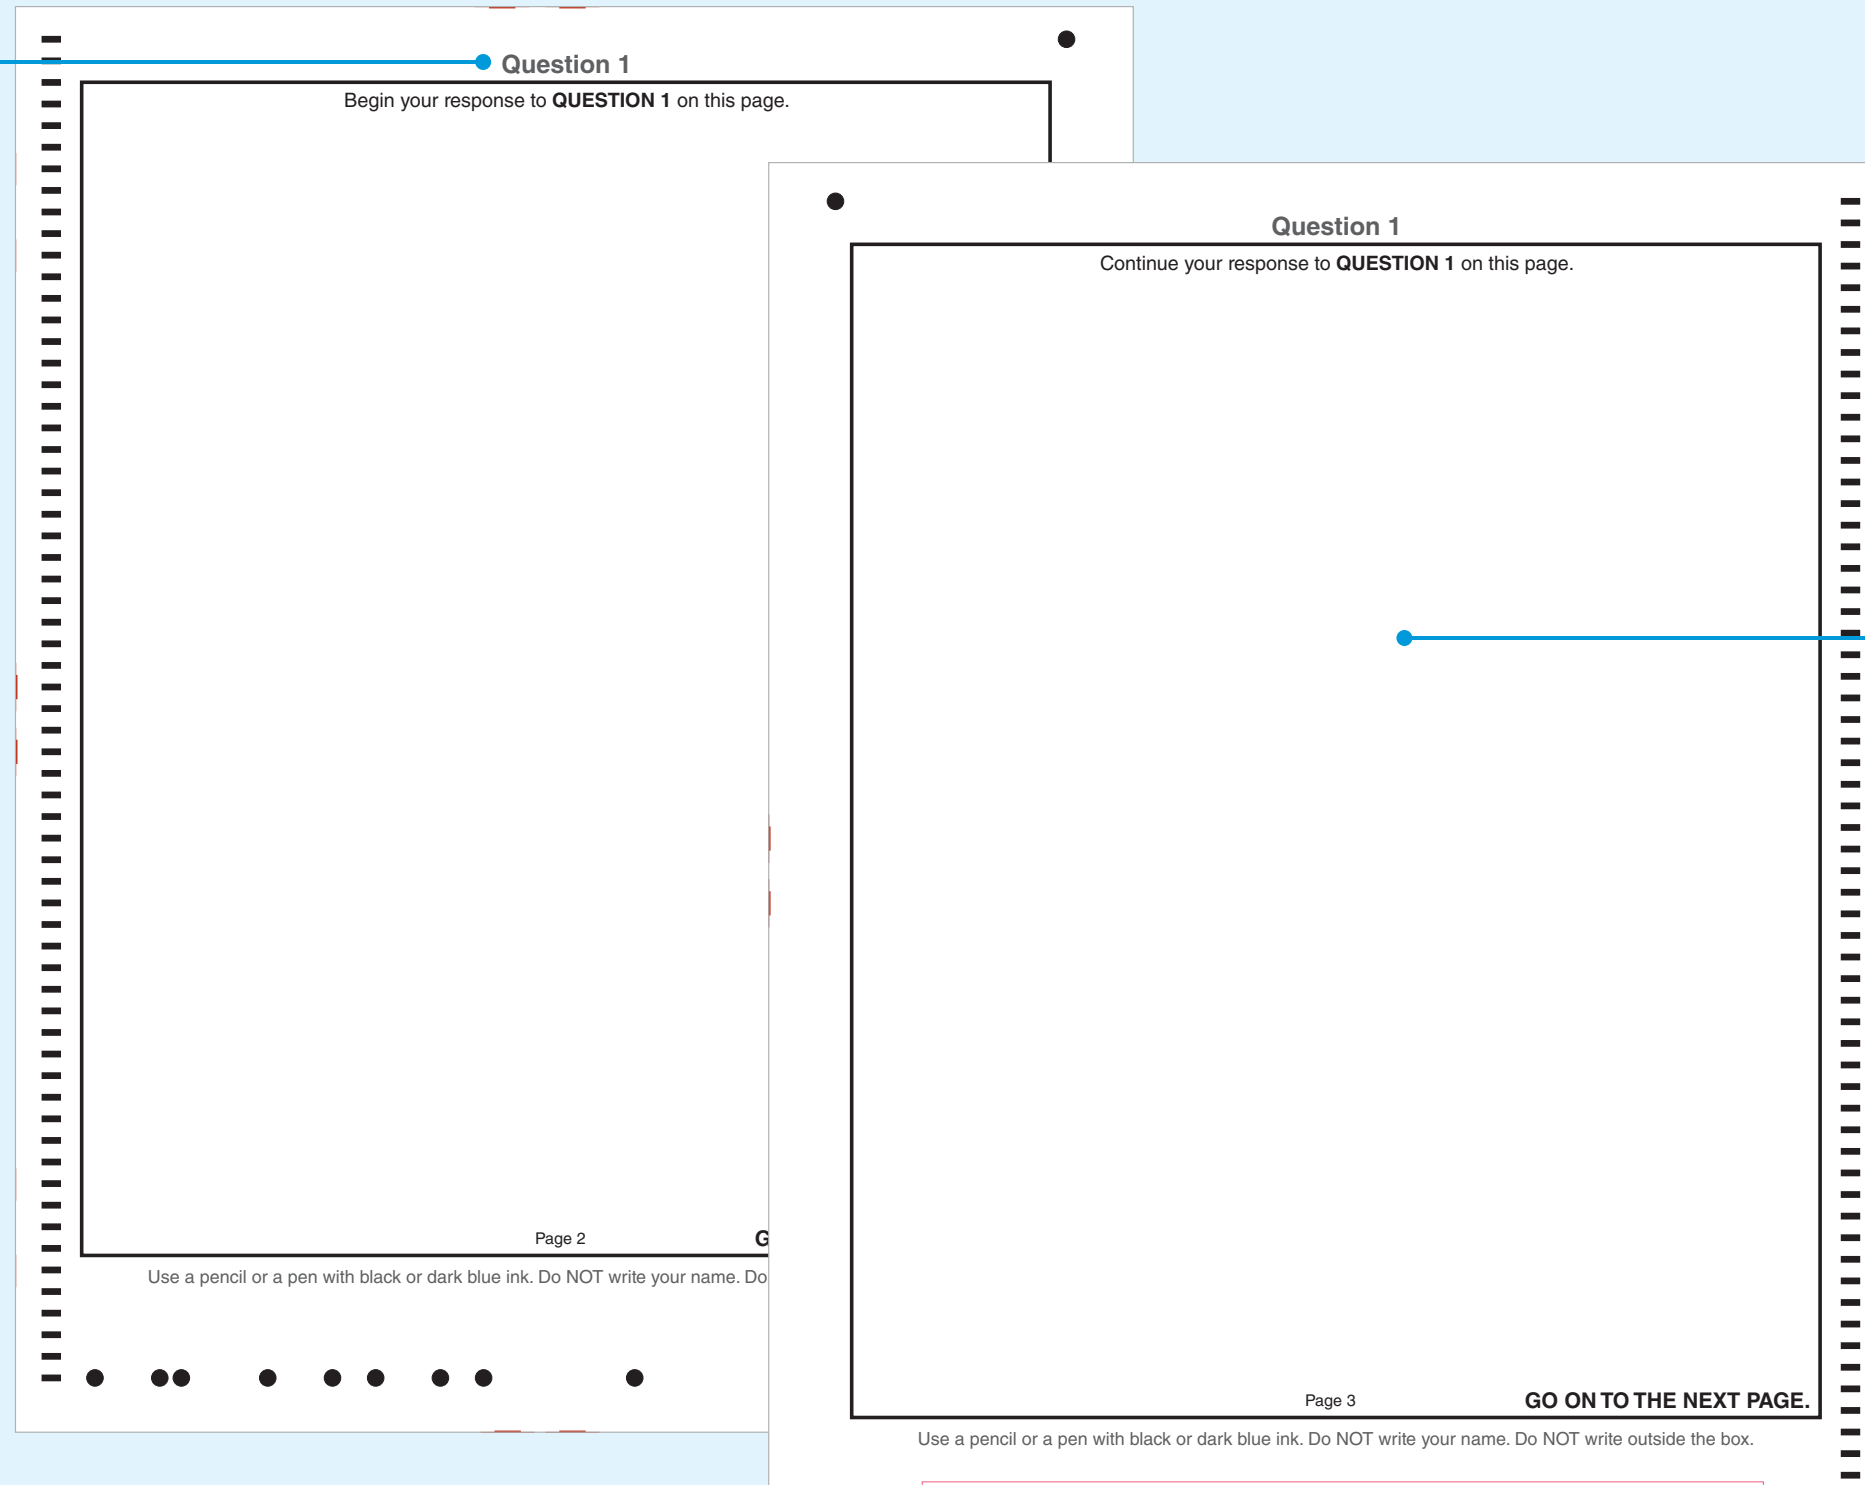 Question 1
Begin your response to QUESTION 1 on this page.
Page 2
G
Use a pencil or a pen with black or dark blue ink. Do NOT write your name. Do
Question 1
Continue your response to QUESTION 1 on this page.
Page 3 GO ON TO THE NEXT PAGE.
Use a pencil or a pen with black or dark blue ink. Do NOT write your name. Do NOT write outside the box.